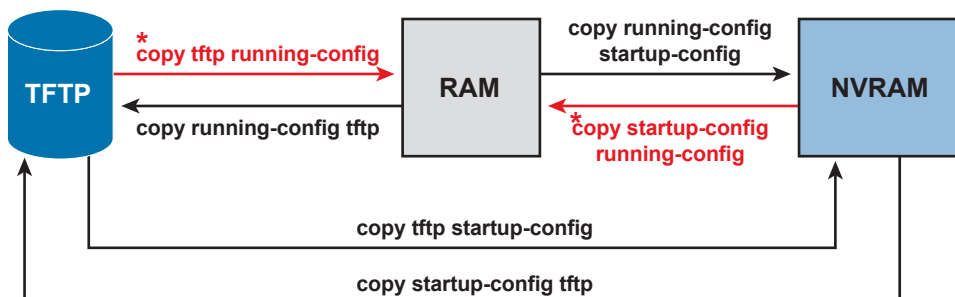 *
copy tftp running-config
copy running-config
startup-config
TFTP
RAM
NVRAM
copy running-config tftp
*
copy startup-config
running-config
copy tftp startup-config
copy startup-config tftp